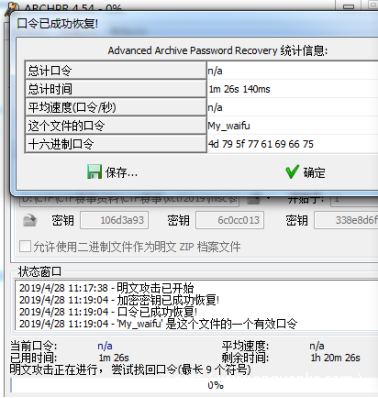 ARCHPR 4.54 - 0%
口令已成功恢复!
Advanced Archive Password Recovery 统计信息:
总计口令 n/a
总计时间 1m 26s 140ms
平均速度(口令/秒) n/a
这个文件的口令 My_waifu
十六进制口令 4d 79 5f 77 61 69 66 75
保存... 确定
开始于: 1
密钥 106d3a93 密钥 6c0cc013 密钥 338e8d6f
允许使用二进制文件作为明文 ZIP 档案文件
状态窗口
2019/4/28 11:17:38 - 明文攻击已开始
2019/4/28 11:19:04 - 加密密钥已成功恢复!
2019/4/28 11:19:04 - 口令已成功恢复!
2019/4/28 11:19:04 - 'My_waifu' 是这个文件的一个有效口令
当前口令: n/a 平均速度: n/a
已用时间: 1m 26s 剩余时间: 1h 20m 26s
明文攻击正在进行，尝试找回口令(最长 9 个符号)
0%